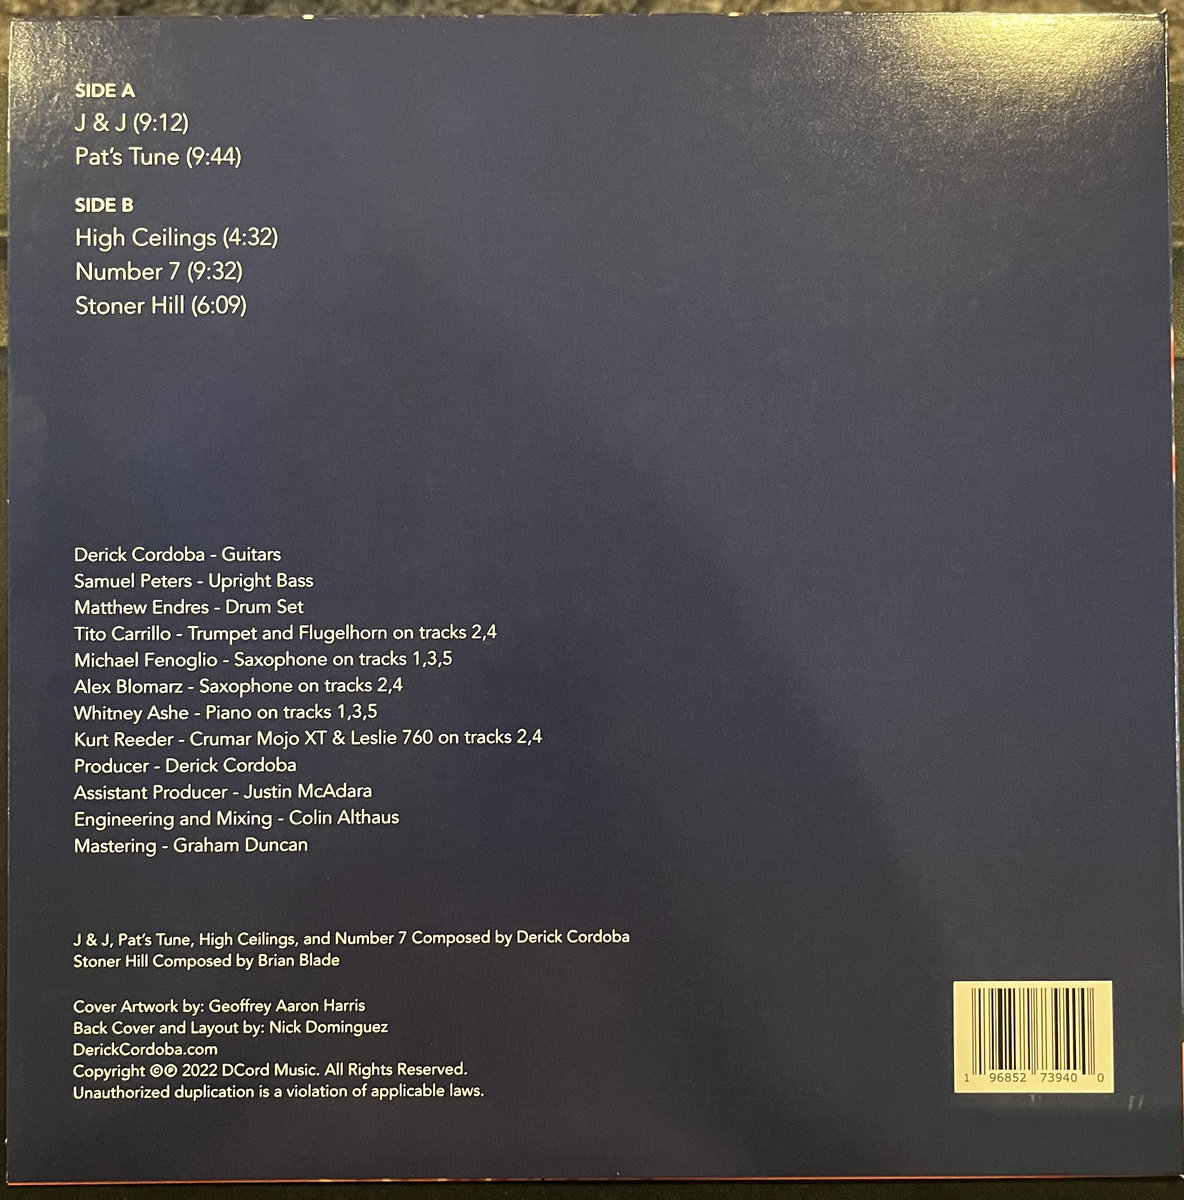 SIDE A
J & J (9:12)
Pat's Tune (9:44)
SIDE B
High Ceilings (4:32)
Number 7 (9:32)
Stoner Hill (6:09)
Derick Cordoba - Guitars
Samuel Peters - Upright Bass
Matthew Endres - Drum Set
Tito Carrillo - Trumpet and Flugelhorn on tracks 2,4
Michael Fenoglio - Saxophone on tracks 1,3,5
Alex Blomarz - Saxophone on tracks 2,4
Whitney Ashe - Piano on tracks 1,3,5
Kurt Reeder - Crumar Mojo XT & Leslie 760 on tracks 2,4
Producer - Derick Cordoba
Assistant Producer - Justin McAdara
Engineering and Mixing - Colin Althaus
Mastering - Graham Duncan
J & J, Pat's Tune, High Ceilings, and Number 7 Composed by Derick Cordoba
Stoner Hill Composed by Brian Blade
Cover Artwork by: Geoffrey Aaron Harris
Back Cover and Layout by: Nick Dominguez
DerickCordoba.com
Copyright ©℗ 2022 DCord Music. All Rights Reserved.
Unauthorized duplication is a violation of applicable laws.
1 96852 73940 0